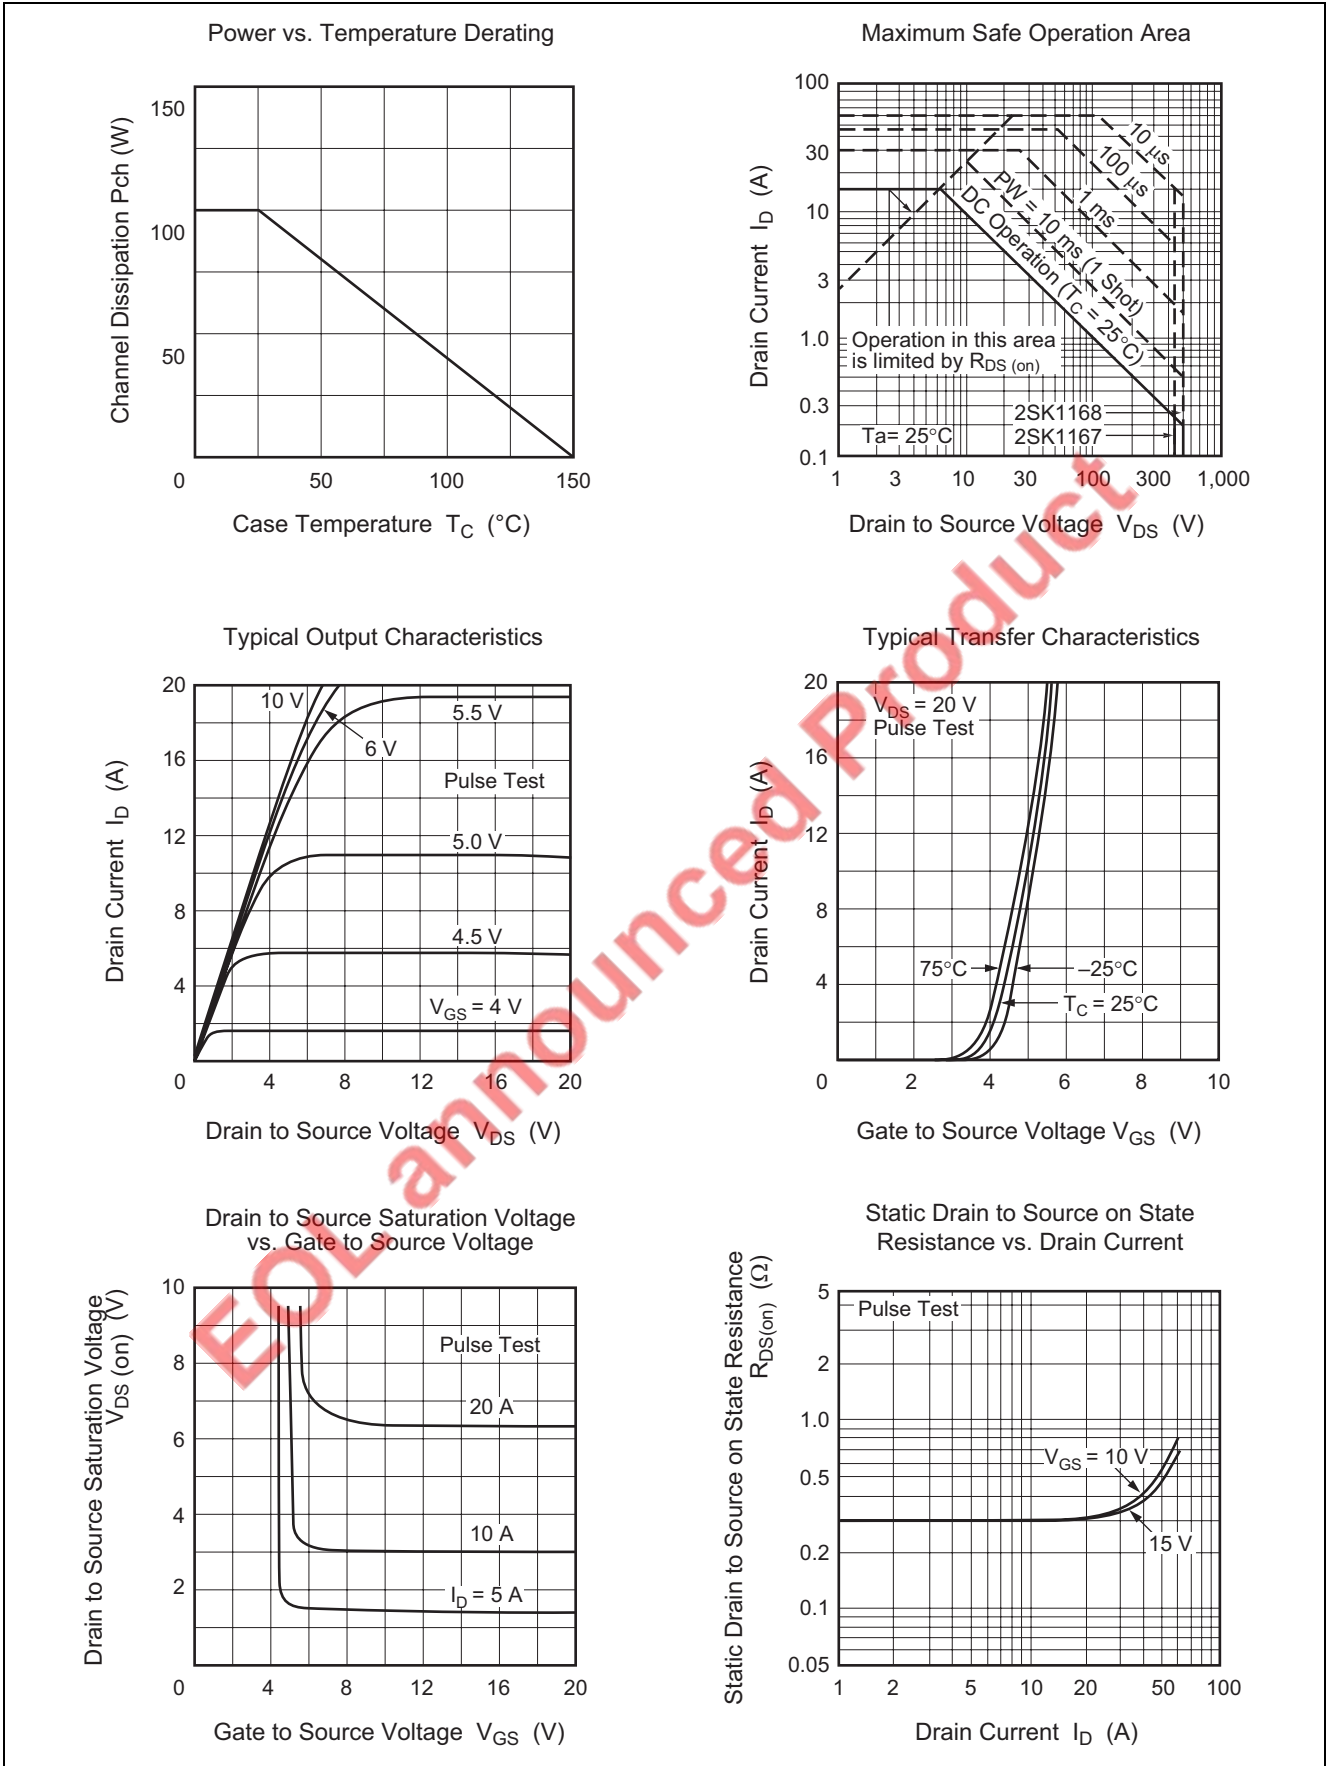 Power vs. Temperature Derating
Channel Dissipation Pch (W)
150
100
50
0
50
100
150
Case Temperature TC (°C)
Maximum Safe Operation Area
Drain Current ID (A)
100
30
10
3
1.0
0.3
0.1
10 μs
100 μs
1 ms
PW = 10 ms (1 Shot)
DC Operation (TC = 25°C)
Operation in this area
is limited by RDS (on)
2SK1168
2SK1167
Ta= 25°C
1
3
10
30
100
300
1,000
Drain to Source Voltage VDS (V)
Typical Output Characteristics
Drain Current ID (A)
20
16
12
8
4
0
10 V
6 V
5.5 V
Pulse Test
5.0 V
4.5 V
VGS = 4 V
4
8
12
16
20
Drain to Source Voltage VDS (V)
Typical Transfer Characteristics
Drain Current ID (A)
20
16
12
8
4
0
VDS = 20 V
Pulse Test
75°C
–25°C
TC = 25°C
2
4
6
8
10
Gate to Source Voltage VGS (V)
Drain to Source Saturation Voltage
vs. Gate to Source Voltage
Drain to Source Saturation Voltage
VDS (on) (V)
10
8
6
4
2
0
Pulse Test
20 A
10 A
ID = 5 A
4
8
12
16
20
Gate to Source Voltage VGS (V)
Static Drain to Source on State
Resistance vs. Drain Current
Static Drain to Source on State Resistance
RDS(on) (Ω)
5
2
1.0
0.5
0.2
0.1
0.05
Pulse Test
VGS = 10 V
15 V
1
2
5
10
20
50
100
Drain Current ID (A)
EOL announced Product